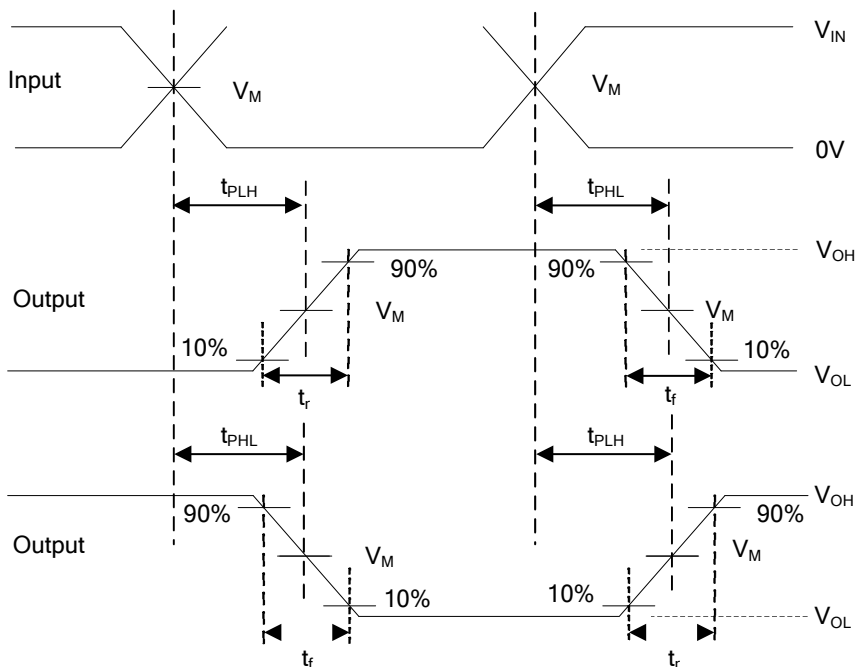 V_IN
Input
V_M V_M
0V
t_PLH t_PHL
V_OH
90% 90%
Output
V_M V_M
10% 10%
V_OL
t_r t_f
t_PHL t_PLH
V_OH
90% 90%
Output
V_M V_M
10% 10%
V_OL
t_f t_r